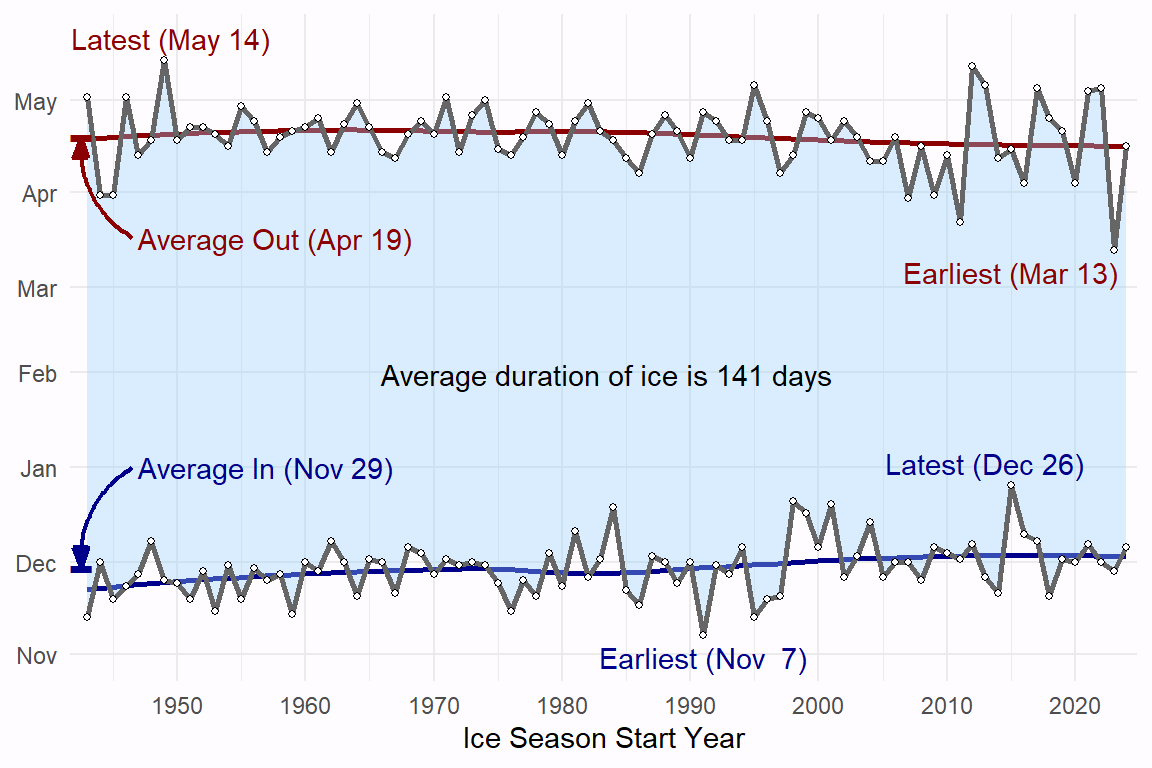 Latest (May 14)
May
Apr
Average Out (Apr 19)
Earliest (Mar 13)
Mar
Feb
Average duration of ice is 141 days
Jan
Average In (Nov 29)
Latest (Dec 26)
Dec
Nov
Earliest (Nov  7)
1950 1960 1970 1980 1990 2000 2010 2020
Ice Season Start Year